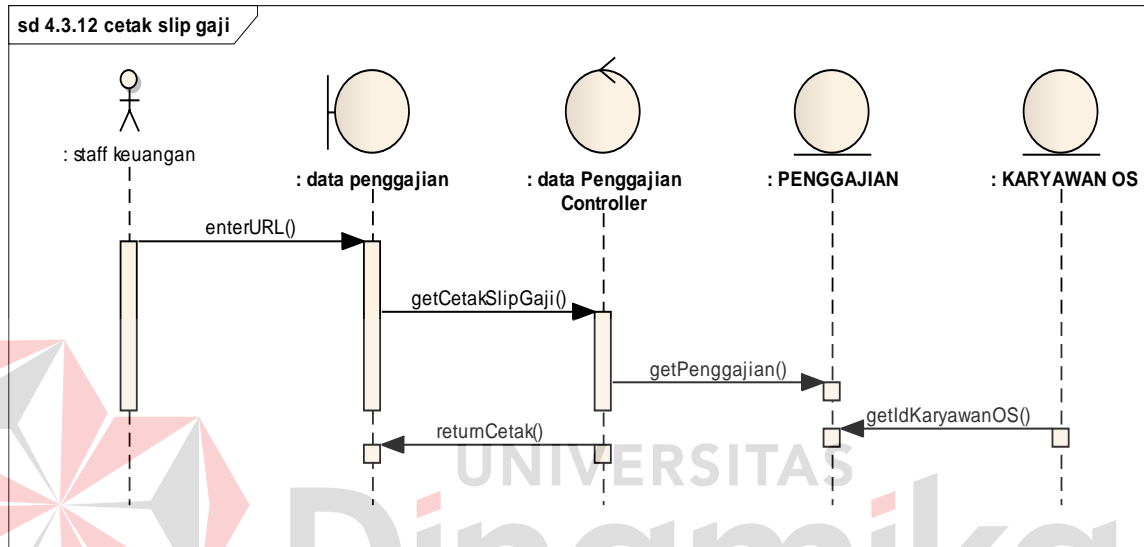 sd 4.3.12 cetak slip gaji
: staff keuangan
: data penggajian
: data Penggajian
Controller
: PENGGAJIAN
: KARYAWAN OS
enterURL()
getCetakSlipGaji()
getPenggajian()
getIdKaryawanOS()
returnCetak()
UNIVERSITAS
Dinamika